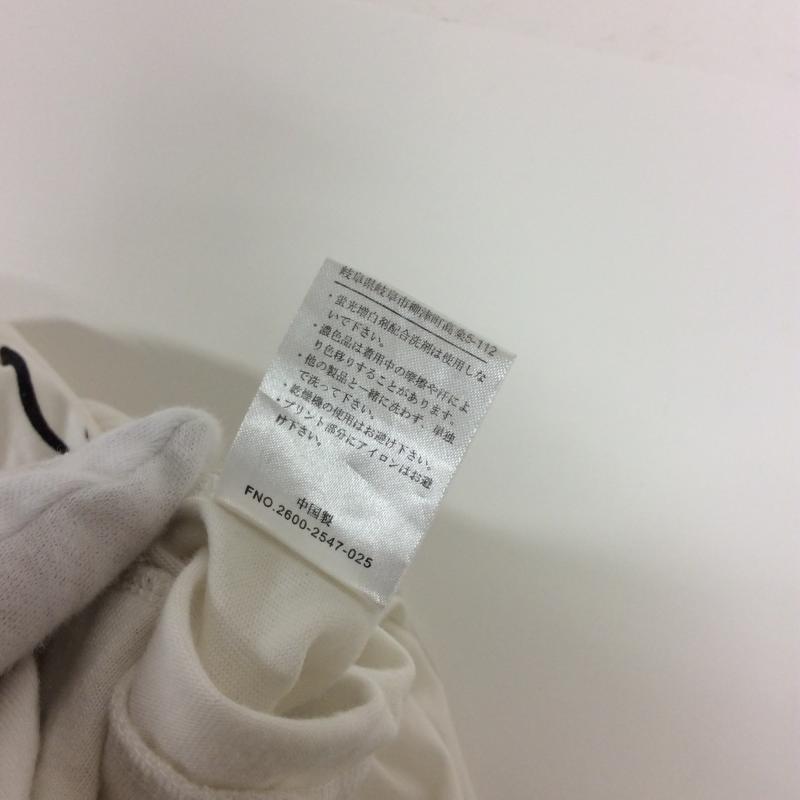 岐阜県岐阜市柳津町高桑5-112
・蛍光増白剤配合洗剤は使用しな
いで下さい。
・濃色品は着用中の摩擦や汗によ
り色移りすることがあります。
・他の製品と一緒に洗わず、単独
で洗って下さい。
・乾燥機の使用はお避け下さい。
・プリント部分にアイロンはお避
け下さい。
中国製
FNO.2600-2547-025